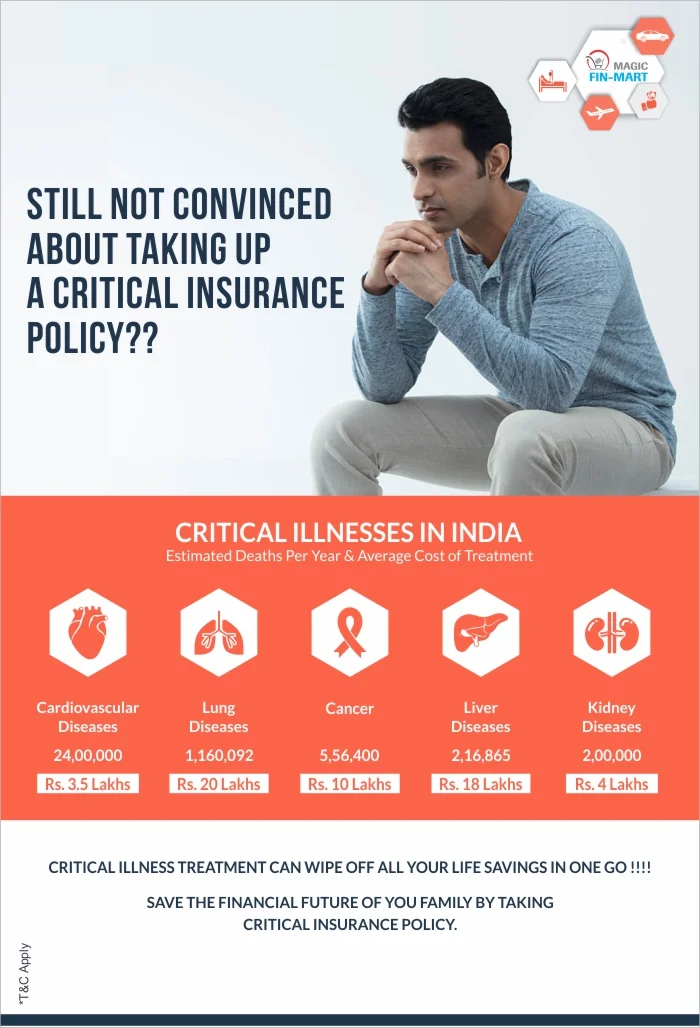 MAGIC
FIN-MART
STILL NOT CONVINCED
ABOUT TAKING UP
A CRITICAL INSURANCE
POLICY??
CRITICAL ILLNESSES IN INDIA
Estimated Deaths Per Year & Average Cost of Treatment
Cardiovascular
Diseases
24,00,000
Rs. 3.5 Lakhs
Lung
Diseases
1,160,092
Rs. 20 Lakhs
Cancer
5,56,400
Rs. 10 Lakhs
Liver
Diseases
2,16,865
Rs. 18 Lakhs
Kidney
Diseases
2,00,000
Rs. 4 Lakhs
CRITICAL ILLNESS TREATMENT CAN WIPE OFF ALL YOUR LIFE SAVINGS IN ONE GO !!!!
SAVE THE FINANCIAL FUTURE OF YOU FAMILY BY TAKING
CRITICAL INSURANCE POLICY.
*T&C Apply